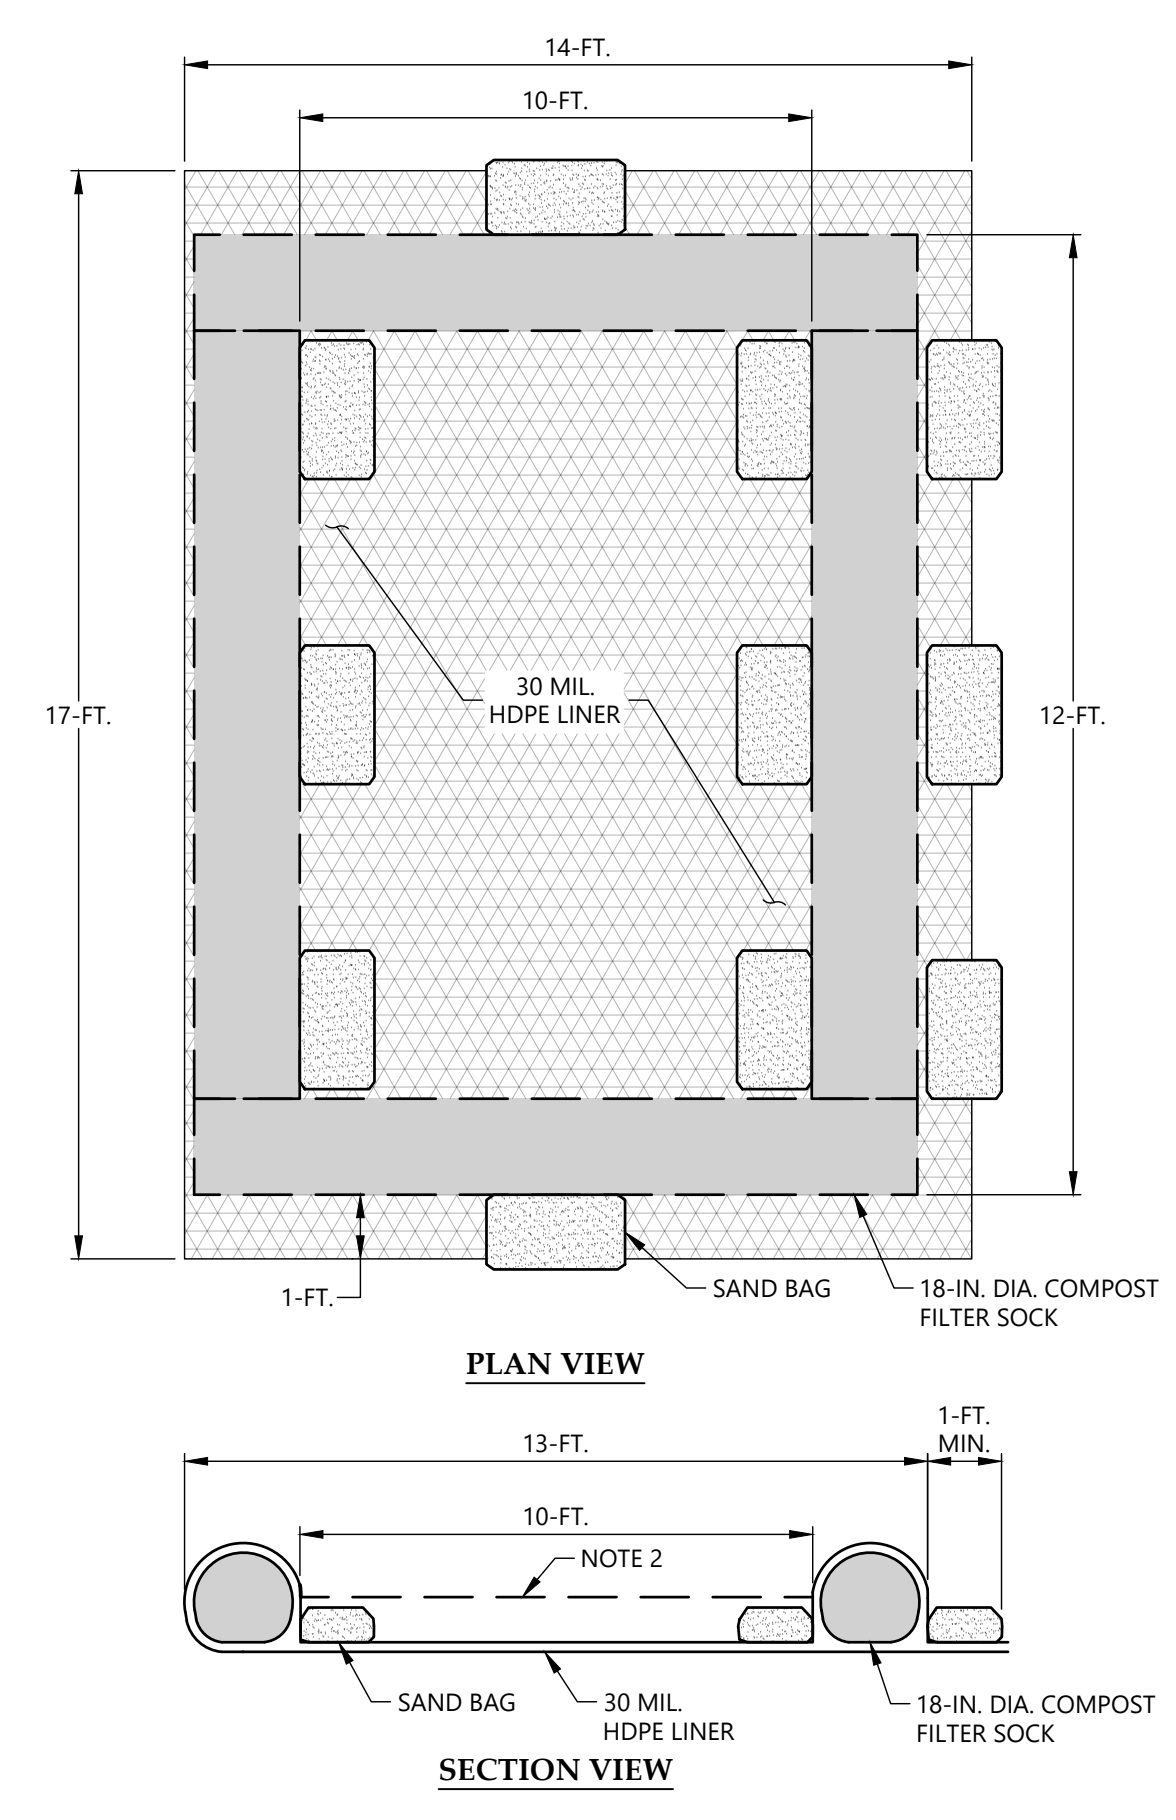 14-FT.
10-FT.
17-FT.
30 MIL.
HDPE LINER
12-FT.
1-FT.
SAND BAG
18-IN. DIA. COMPOST
FILTER SOCK
PLAN VIEW
1-FT.
MIN.
13-FT.
10-FT.
NOTE 2
SAND BAG
30 MIL.
HDPE LINER
18-IN. DIA. COMPOST
FILTER SOCK
SECTION VIEW